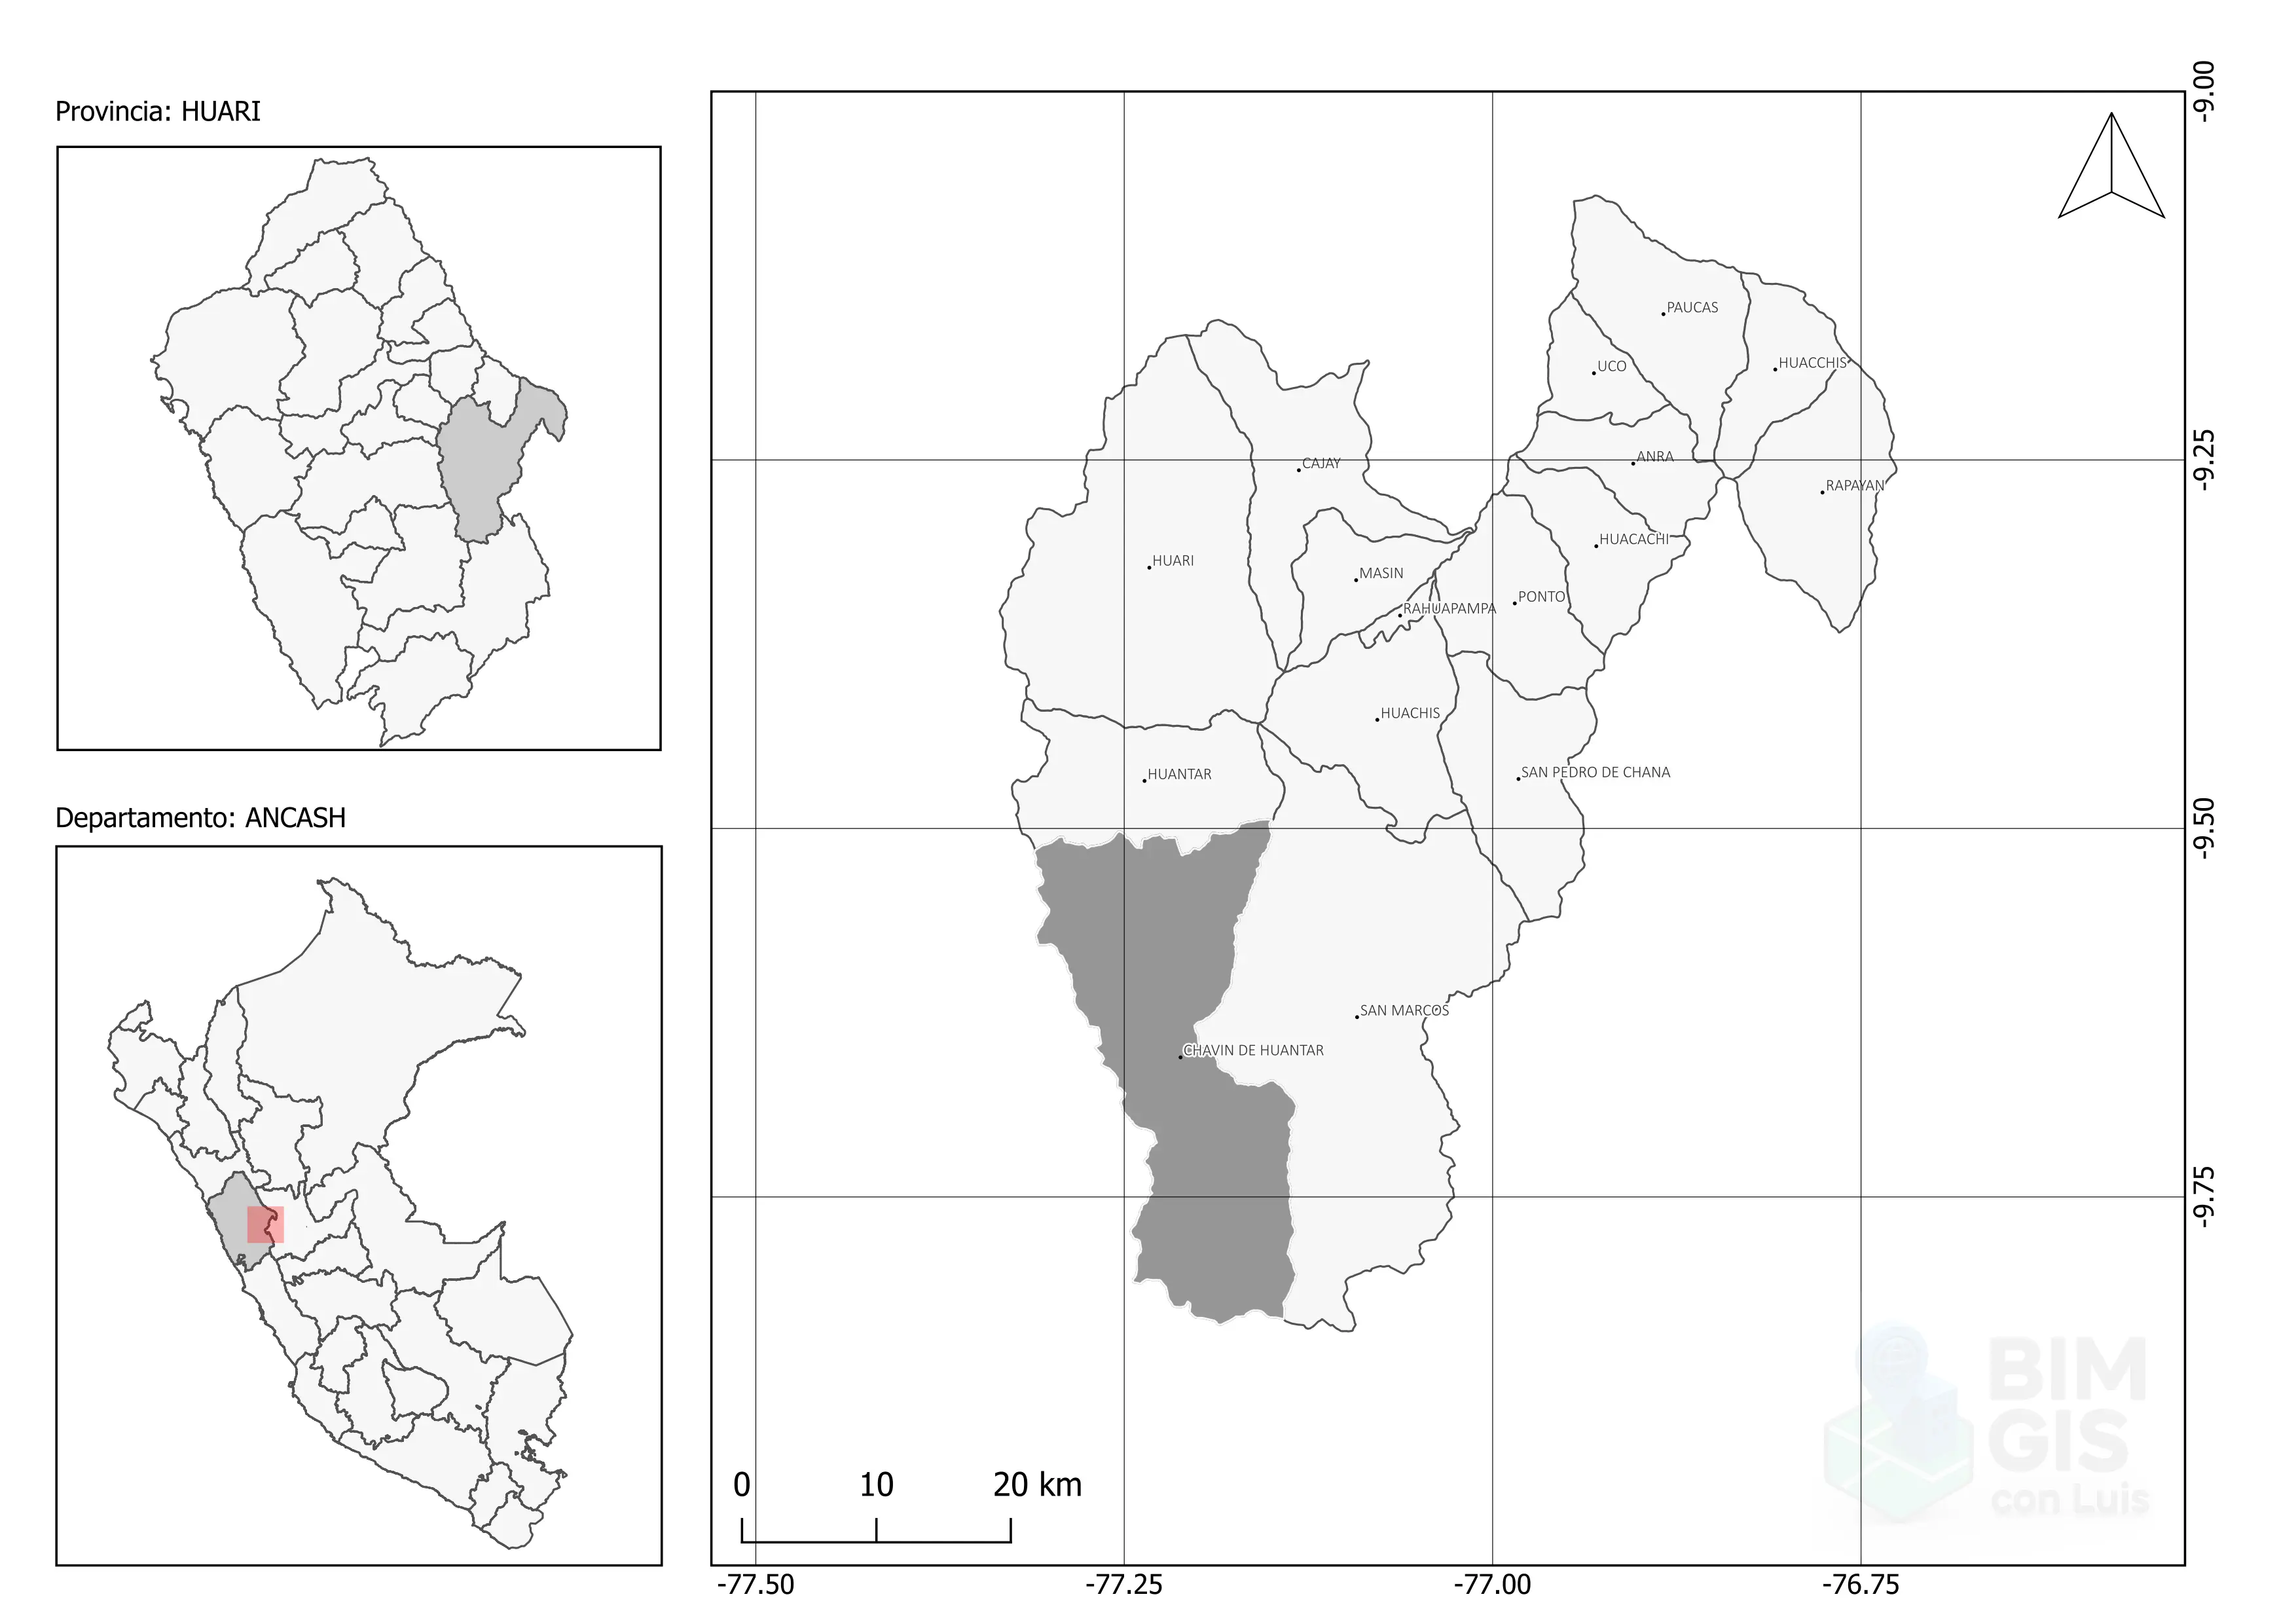 Provincia: HUARI
Departamento: ANCASH
-9.00
-9.25
-9.50
-9.75
PAUCAS
HUACCHIS
UCO
ANRA
CAJAY
RAPAYAN
HUACACHI
HUARI
MASIN
PONTO
RAHUAPAMPA
HUACHIS
HUANTAR
SAN PEDRO DE CHANA
SAN MARCOS
CHAVIN DE HUANTAR
0 10 20 km
BIM
GIS
con Luis
-77.50 -77.25 -77.00 -76.75